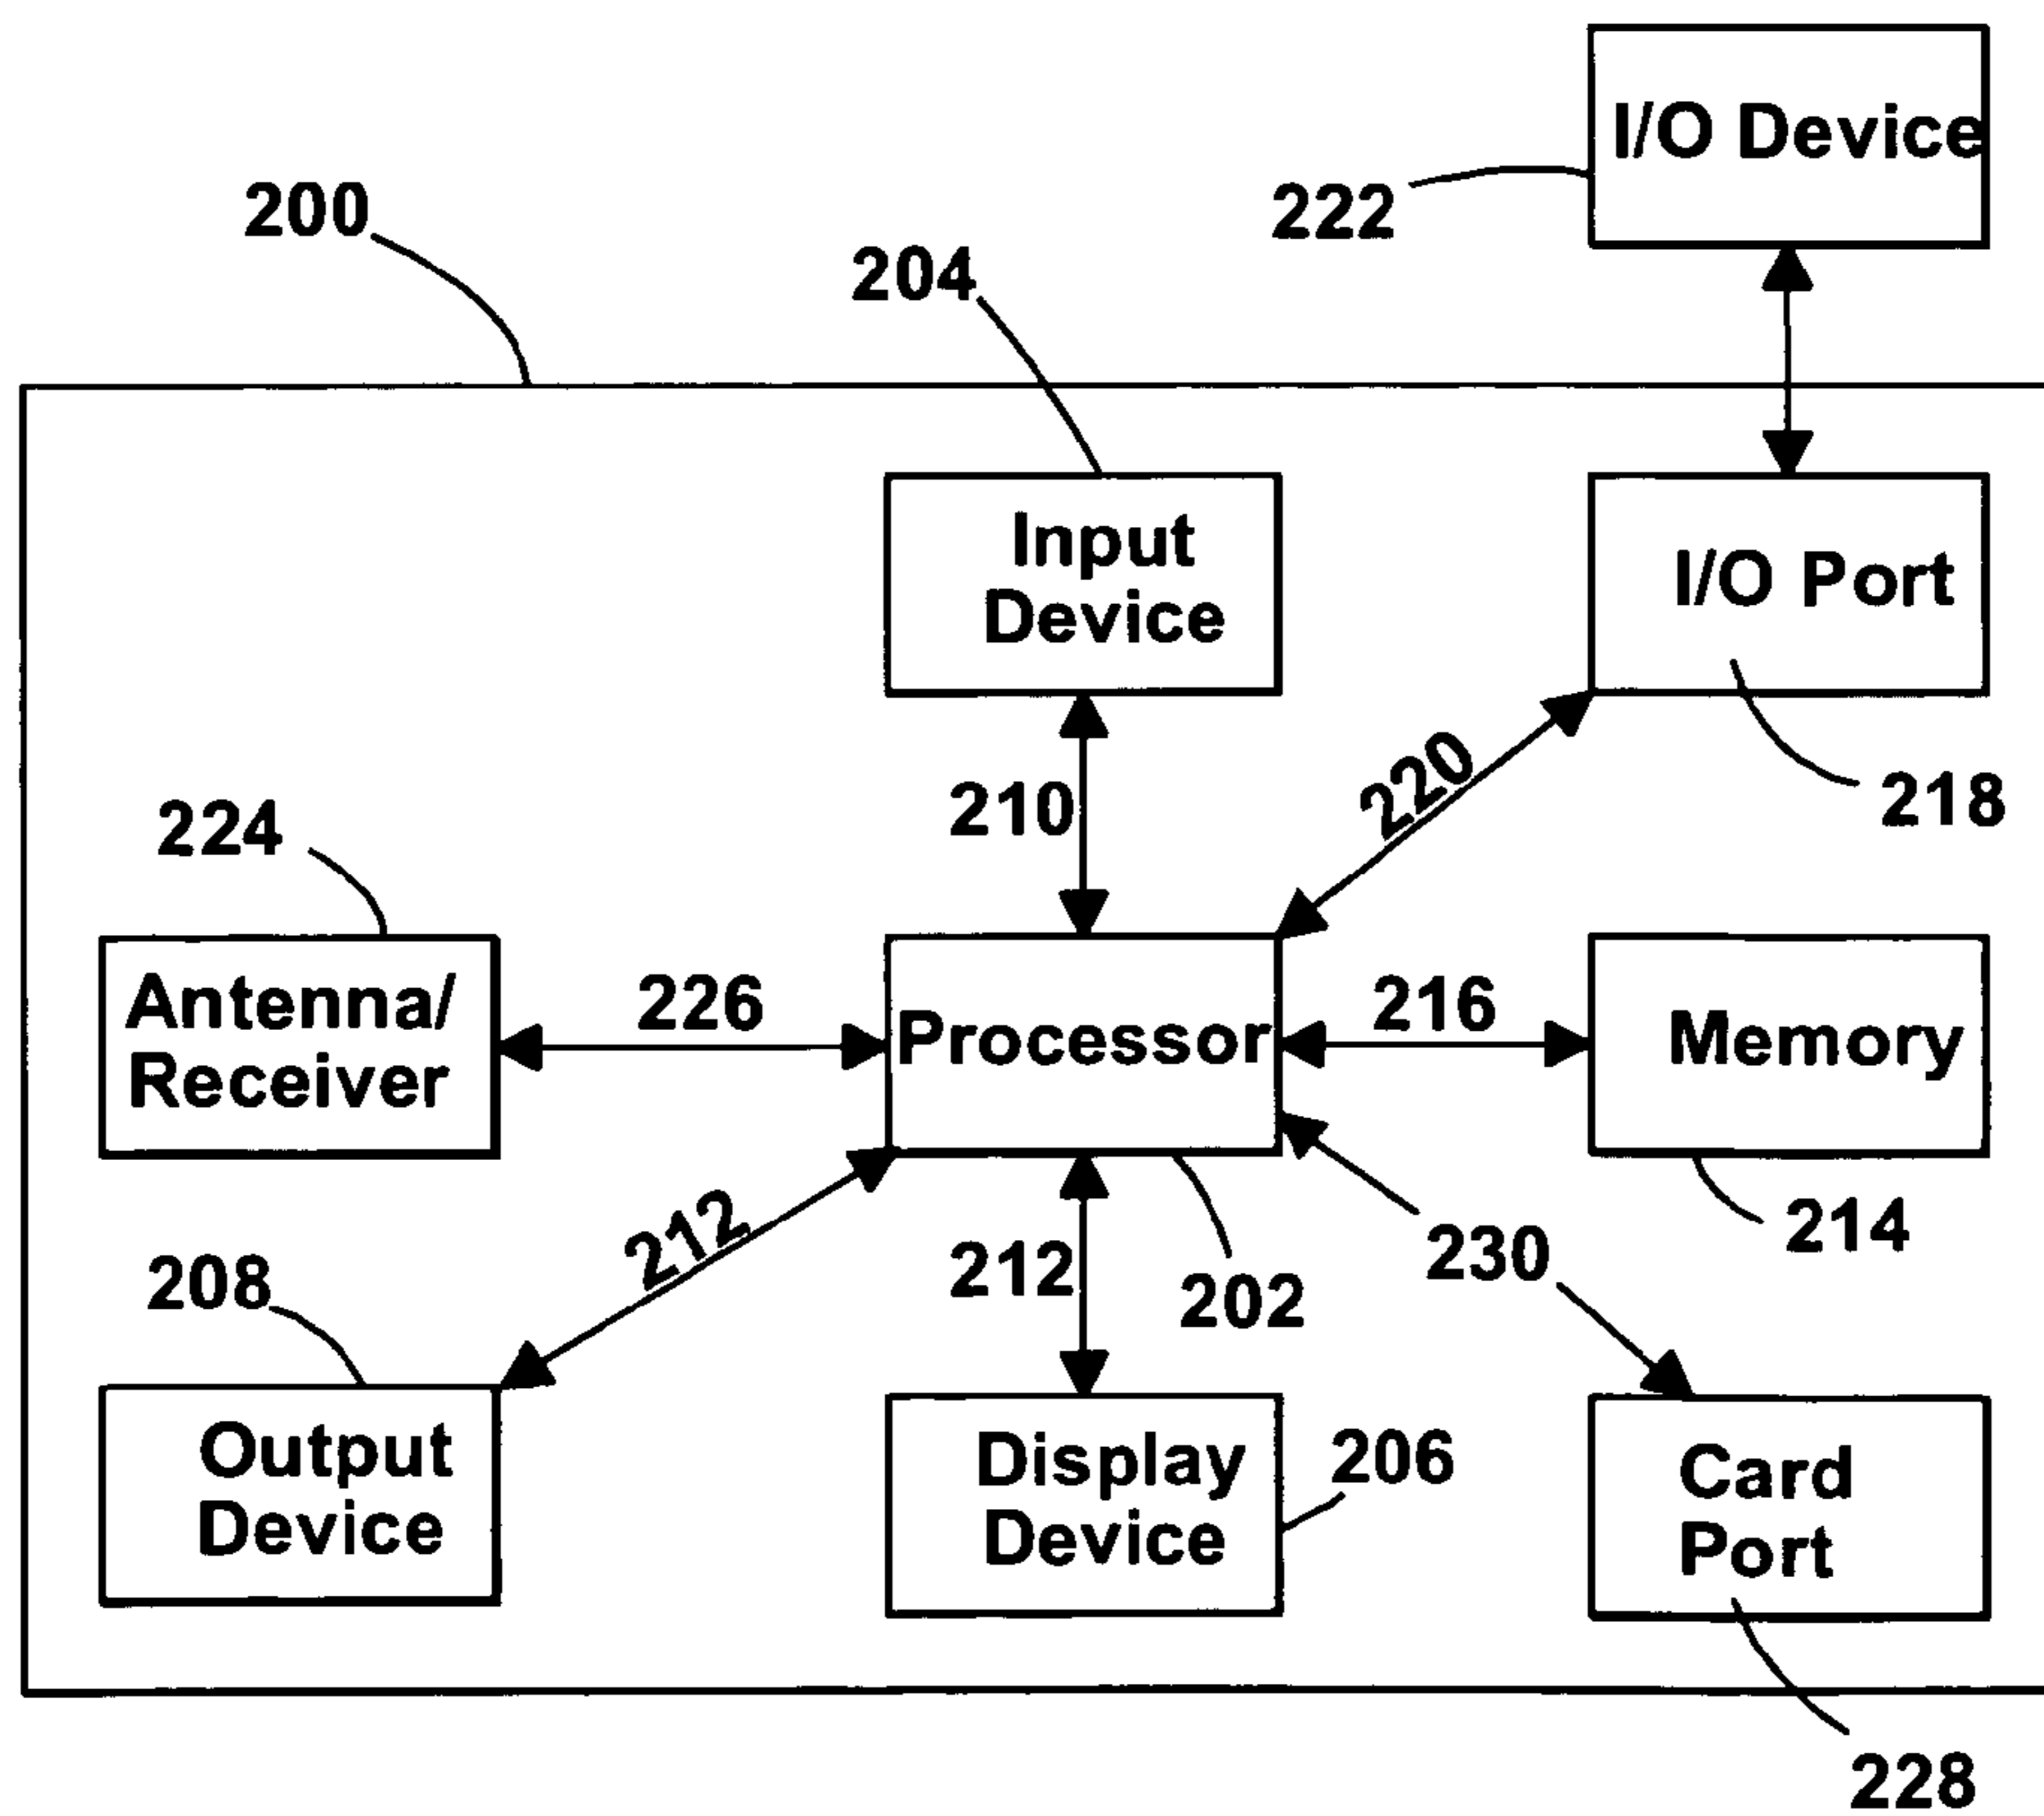 I/O Device
222
200
204
Input
Device
I/O Port
210
220
218
224
Antenna/
Receiver
226
Processor
216
Memory
212
212
202
230
214
208
Output
Device
Display
Device
206
Card
Port
228